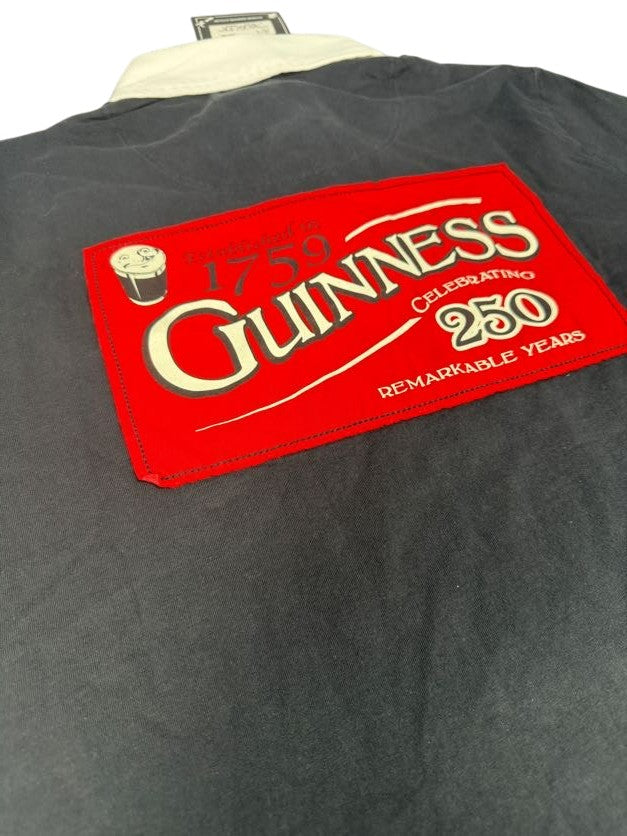 Established in
1759
GUINNESS
CELEBRATING
250
REMARKABLE YEARS